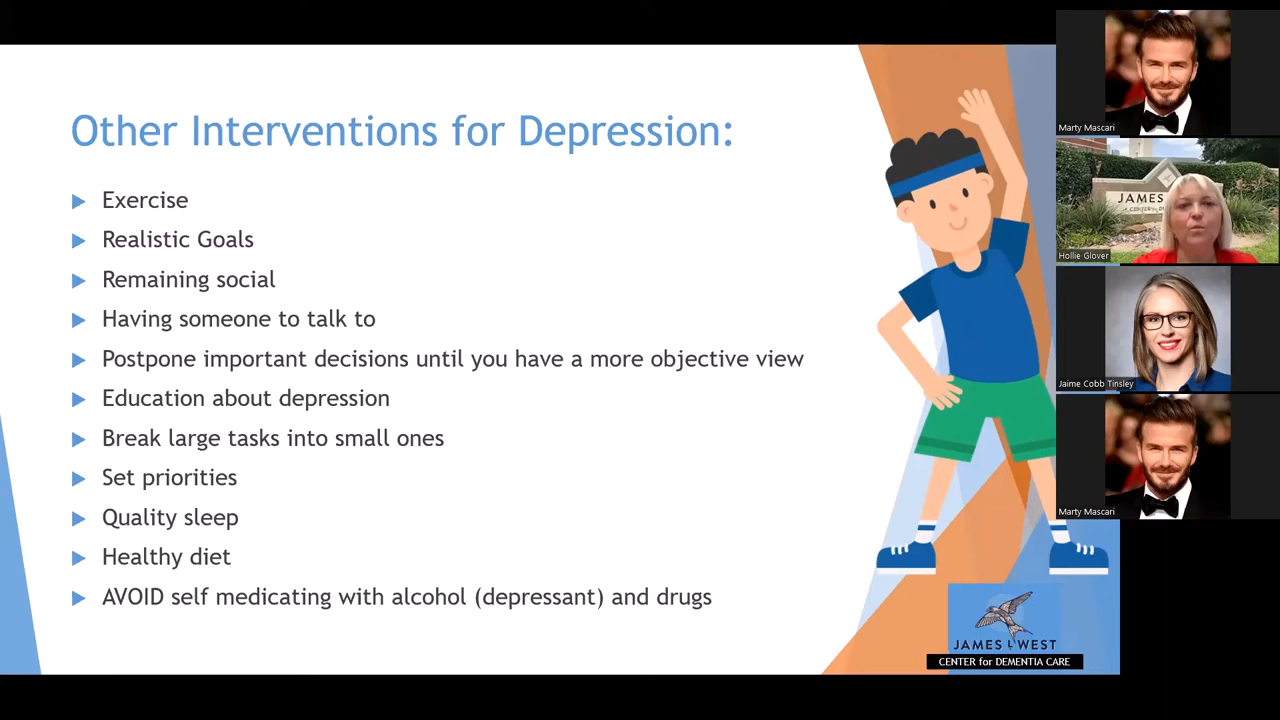 Other Interventions for Depression:
Exercise
Realistic Goals
Remaining social
Having someone to talk to
Postpone important decisions until you have a more objective view
Education about depression
Break large tasks into small ones
Set priorities
Quality sleep
Healthy diet
AVOID self medicating with alcohol (depressant) and drugs
JAMES L WEST
CENTER for DEMENTIA CARE
Marty Mascari
JAMES
Hollie Glover
Jaime Cobb Tinsley
Marty Mascari